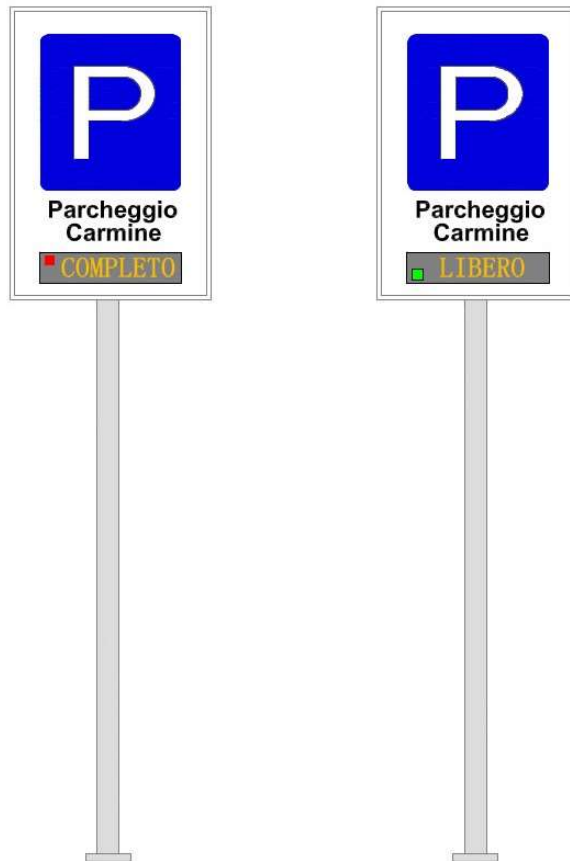 P
Parcheggio
Carmine
COMPLETO
P
Parcheggio
Carmine
LIBERO